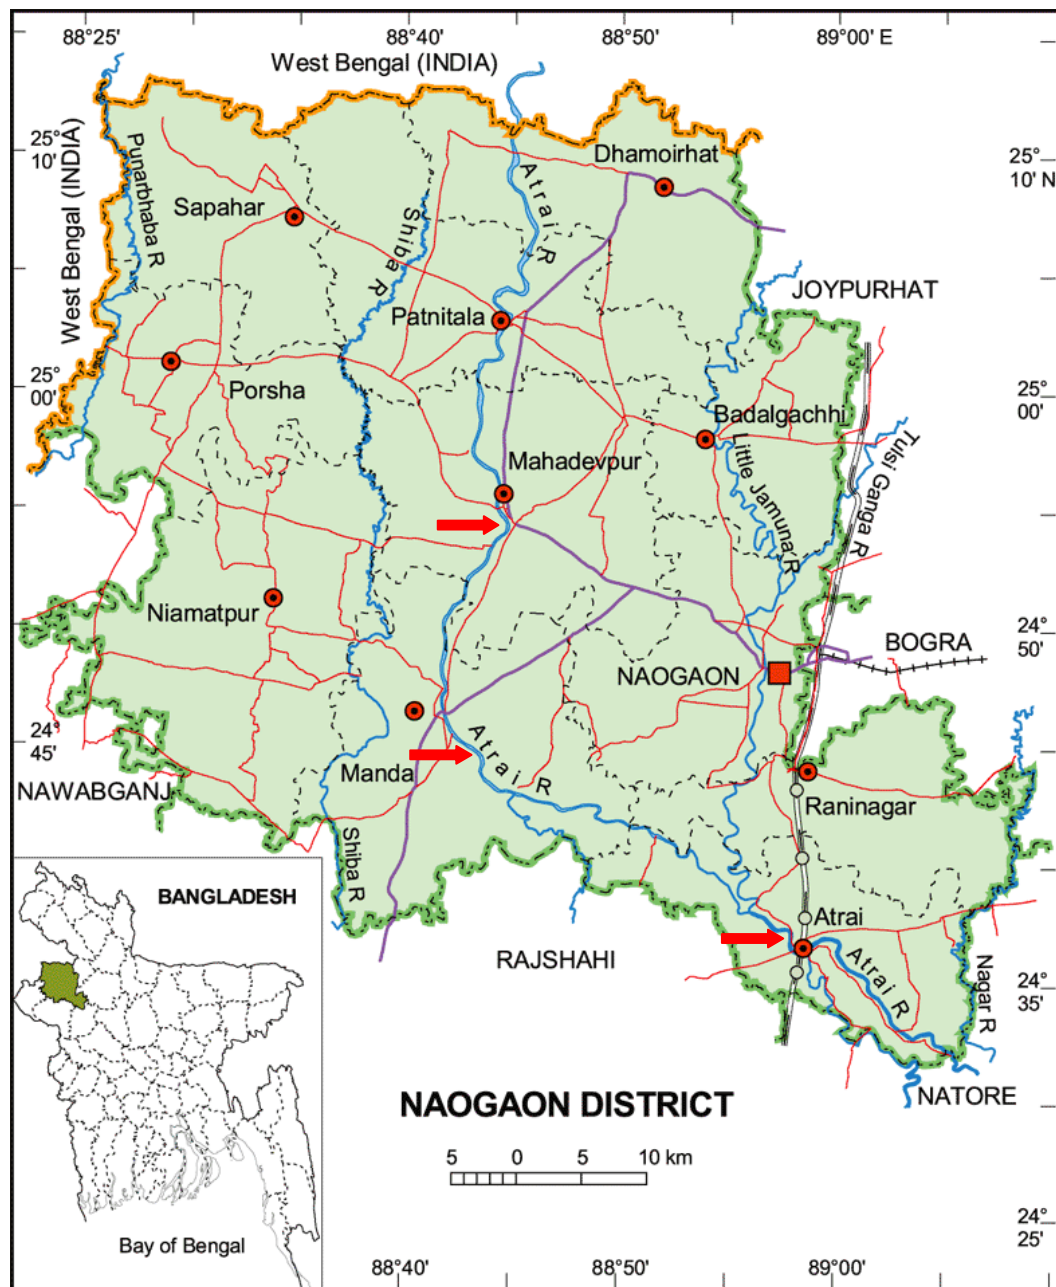 88°25'
88°40'
88°50'
89°00' E
West Bengal (INDIA)
25°
10'
25°
10' N
West Bengal (INDIA)
Punarbhaba R
Dhamoirhat
Atrai R
Sapahar
Shiba R
JOYPURHAT
Patnitala
25°
00'
Porsha
25°
00'
Badalgachhi
Tulsi Ganga R
Little Jamuna R
Mahadevpur
Niamatpur
24°
50'
BOGRA
NAOGAON
24°
45'
Atrai R
Manda
NAWABGANJ
Raninagar
Shiba R
BANGLADESH
Atrai
RAJSHAHI
Atrai R
Nagar R
24°
35'
NATORE
NAOGAON DISTRICT
5 0 5 10 km
24°
25'
Bay of Bengal
88°40'
88°50'
89°00'